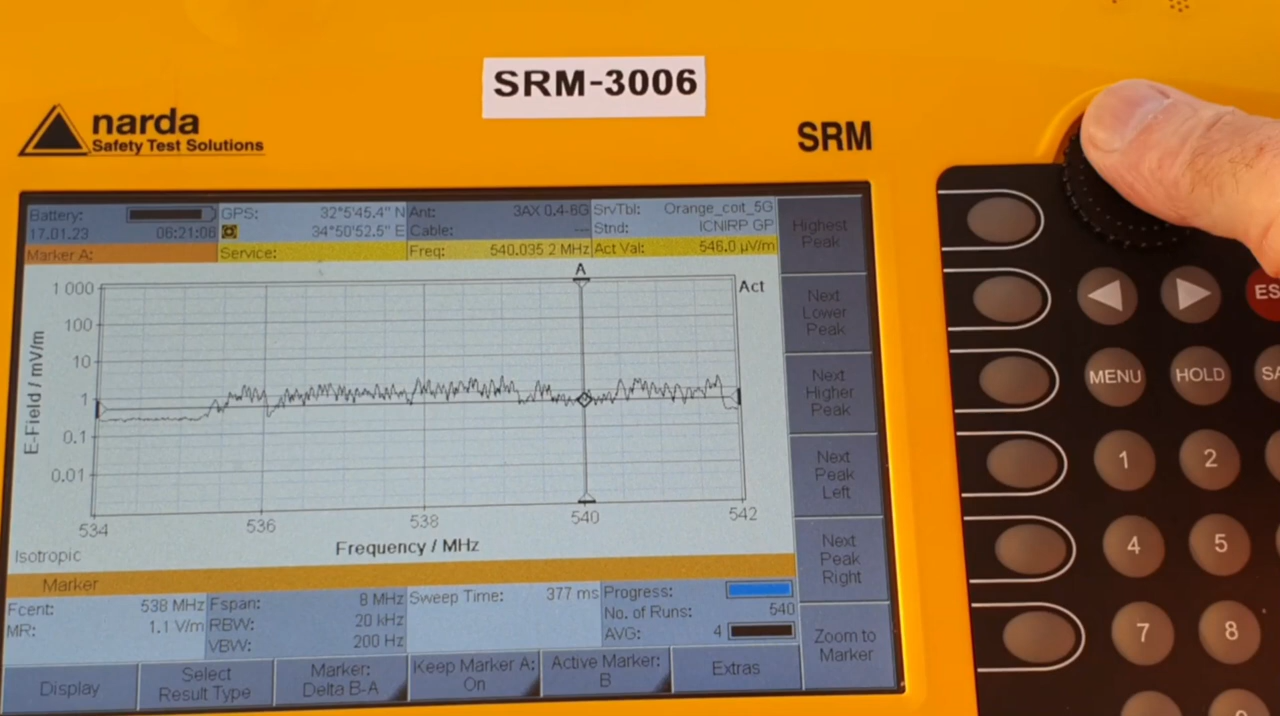 SRM-3006
narda
Safety Test Solutions
SRM
Battery:
17.01.23 06:21:06
GPS: 32°5'45.4" N
34°50'52.5" E
Ant: 3AX 0.4-6G
Cable: ---
SrvTbl: Orange_coit_5G
Stnd: ICNIRP GP
Marker A:
Service:
Freq: 540.035 2 MHz
Act Val: 546.0 µV/m
A
Act
E-Field / mV/m
1 000
100
10
1
0.1
0.01
534 536 538 540 542
Frequency / MHz
Isotropic
Marker
Fcent: 538 MHz
MR: 1.1 V/m
Fspan: 8 MHz
RBW: 20 kHz
VBW: 200 Hz
Sweep Time: 377 ms
Progress:
No. of Runs: 540
AVG: 4
Display
Select
Result Type
Marker:
Delta B-A
Keep Marker A:
On
Active Marker:
B
Extras
Highest
Peak
Next
Lower
Peak
Next
Higher
Peak
Next
Peak
Left
Next
Peak
Right
Zoom to
Marker
MENU
HOLD
1
2
4
5
7
8